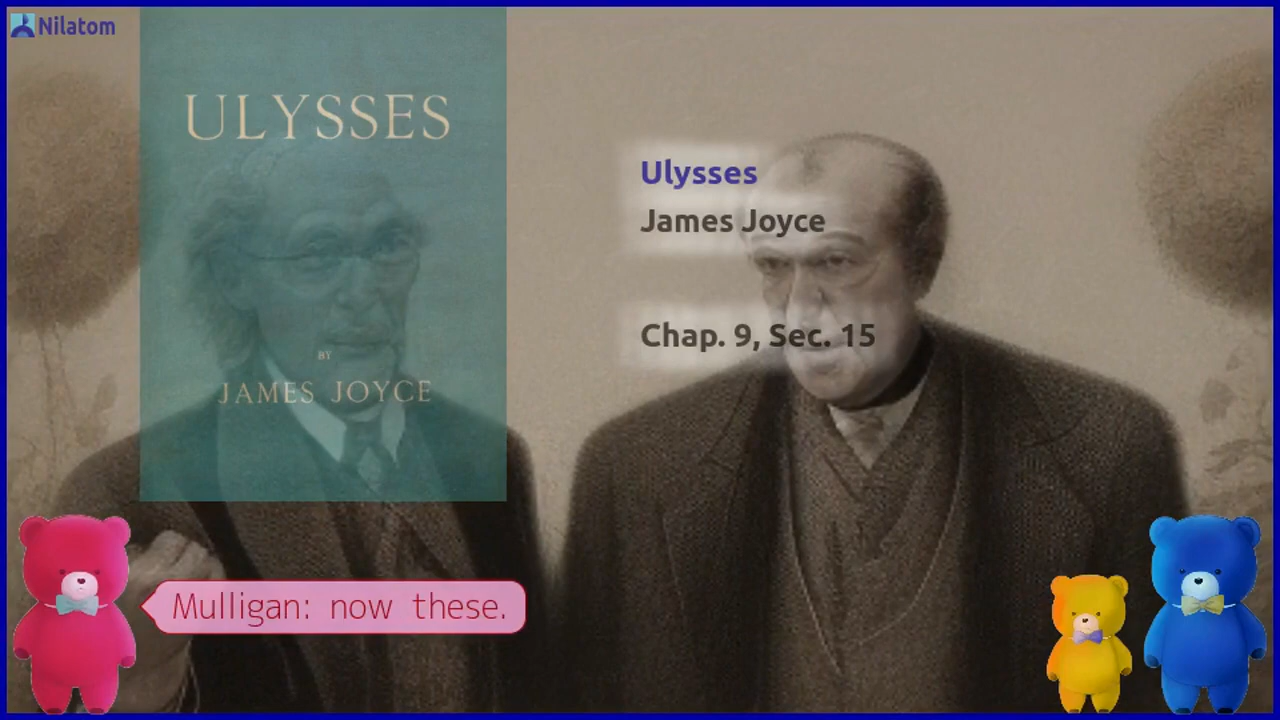 Nilatom
ULYSSES
BY
JAMES JOYCE
Ulysses
James Joyce
Chap. 9, Sec. 15
Mulligan: now these.